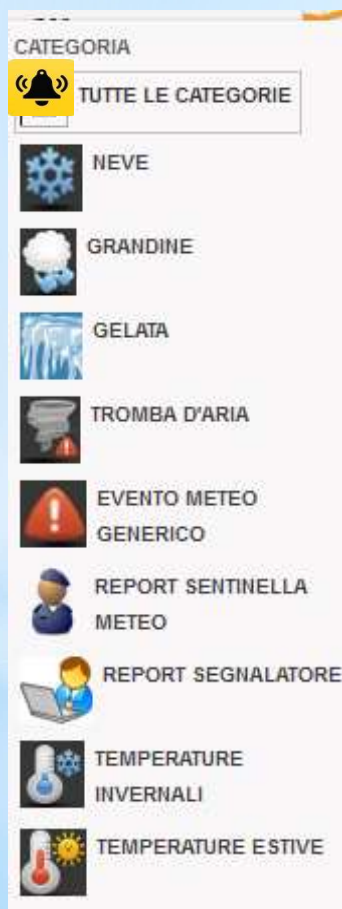 CATEGORIA
TUTTE LE CATEGORIE
NEVE
GRANDINE
GELATA
TROMBA D'ARIA
EVENTO METEO
GENERICO
REPORT SENTINELLA
METEO
REPORT SEGNALATORE
TEMPERATURE
INVERNALI
TEMPERATURE ESTIVE